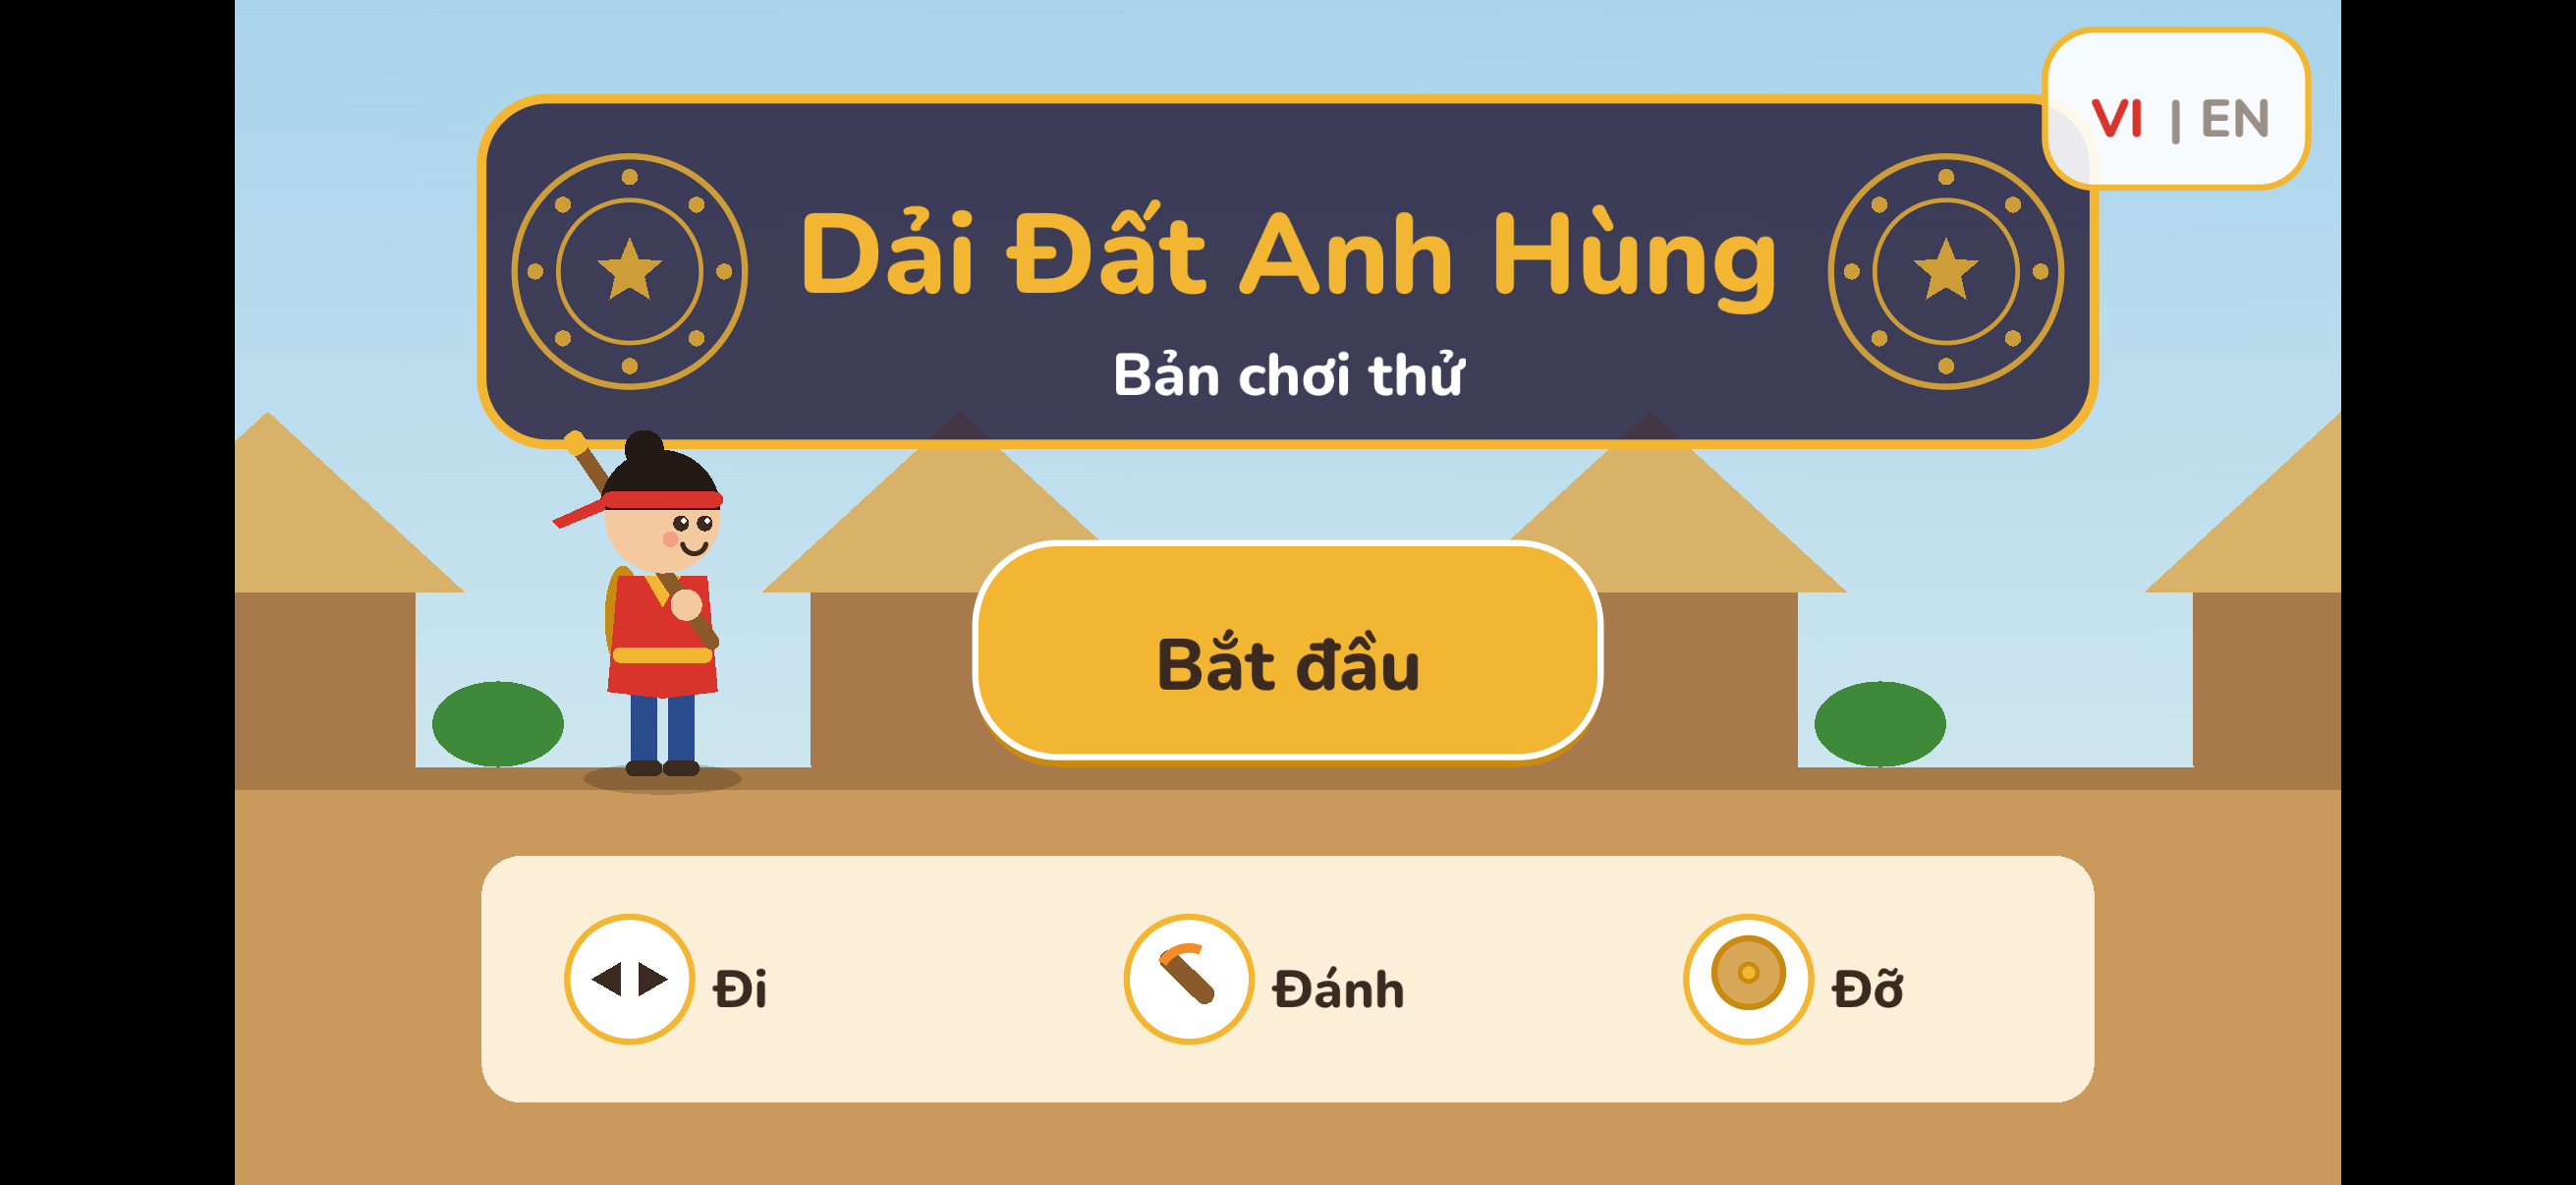 VI | EN
Dải Đất Anh Hùng
Bản chơi thử
Bắt đầu
Đi
Đánh
Đỡ